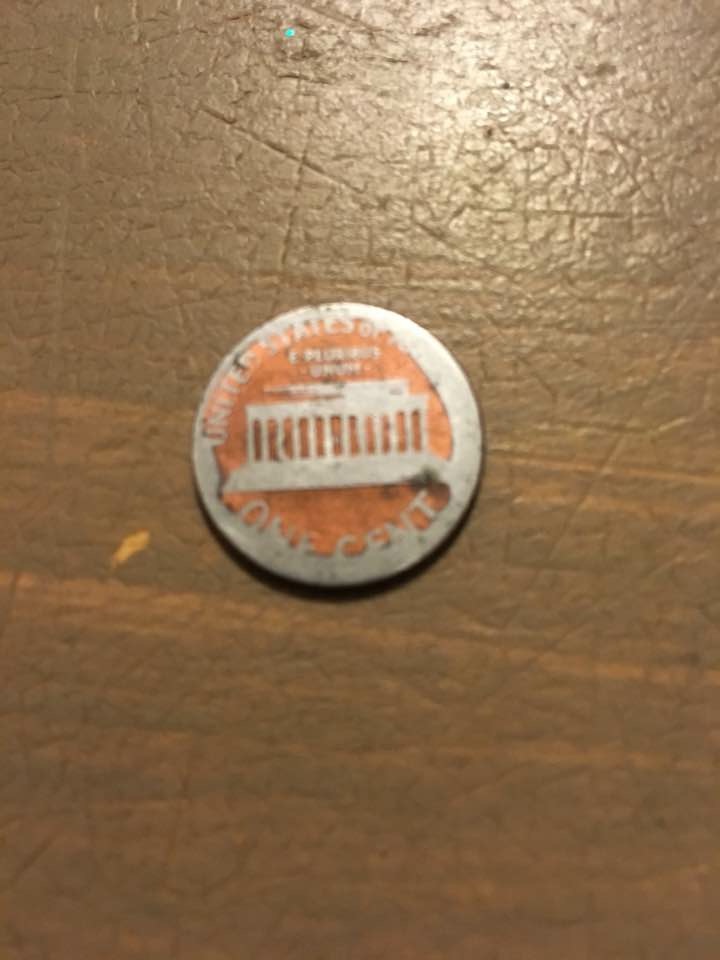 UNITED STATES OF
E PLURIBUS
· UNUM ·
ONE CENT